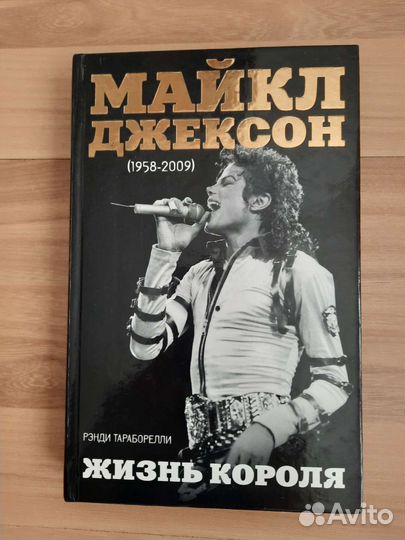 МАЙКЛ
ДЖЕКСОН
(1958-2009)
РЭНДИ ТАРАБОРЕЛЛИ
ЖИЗНЬ КОРОЛЯ
Avito